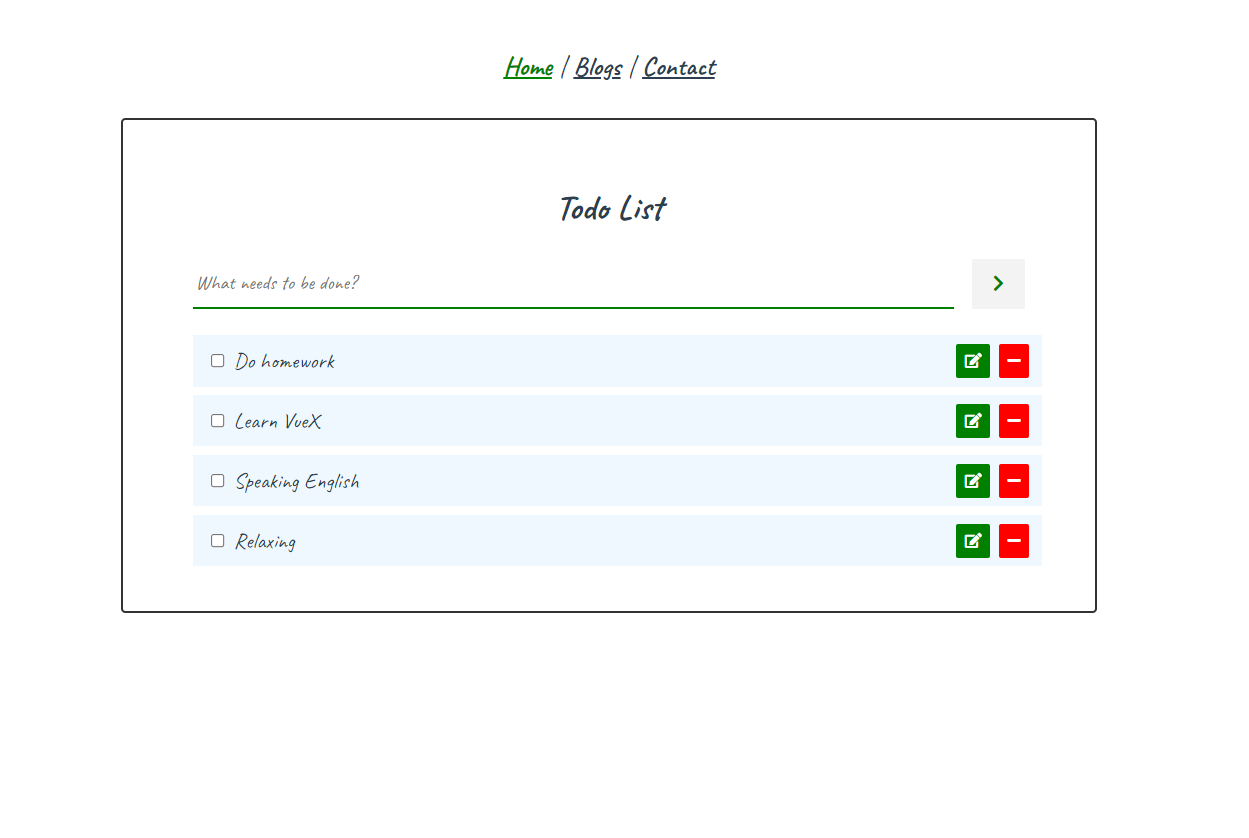 Home | Blogs | Contact
Todo List
What needs to be done?
Do homework
Learn VueX
Speaking English
Relaxing